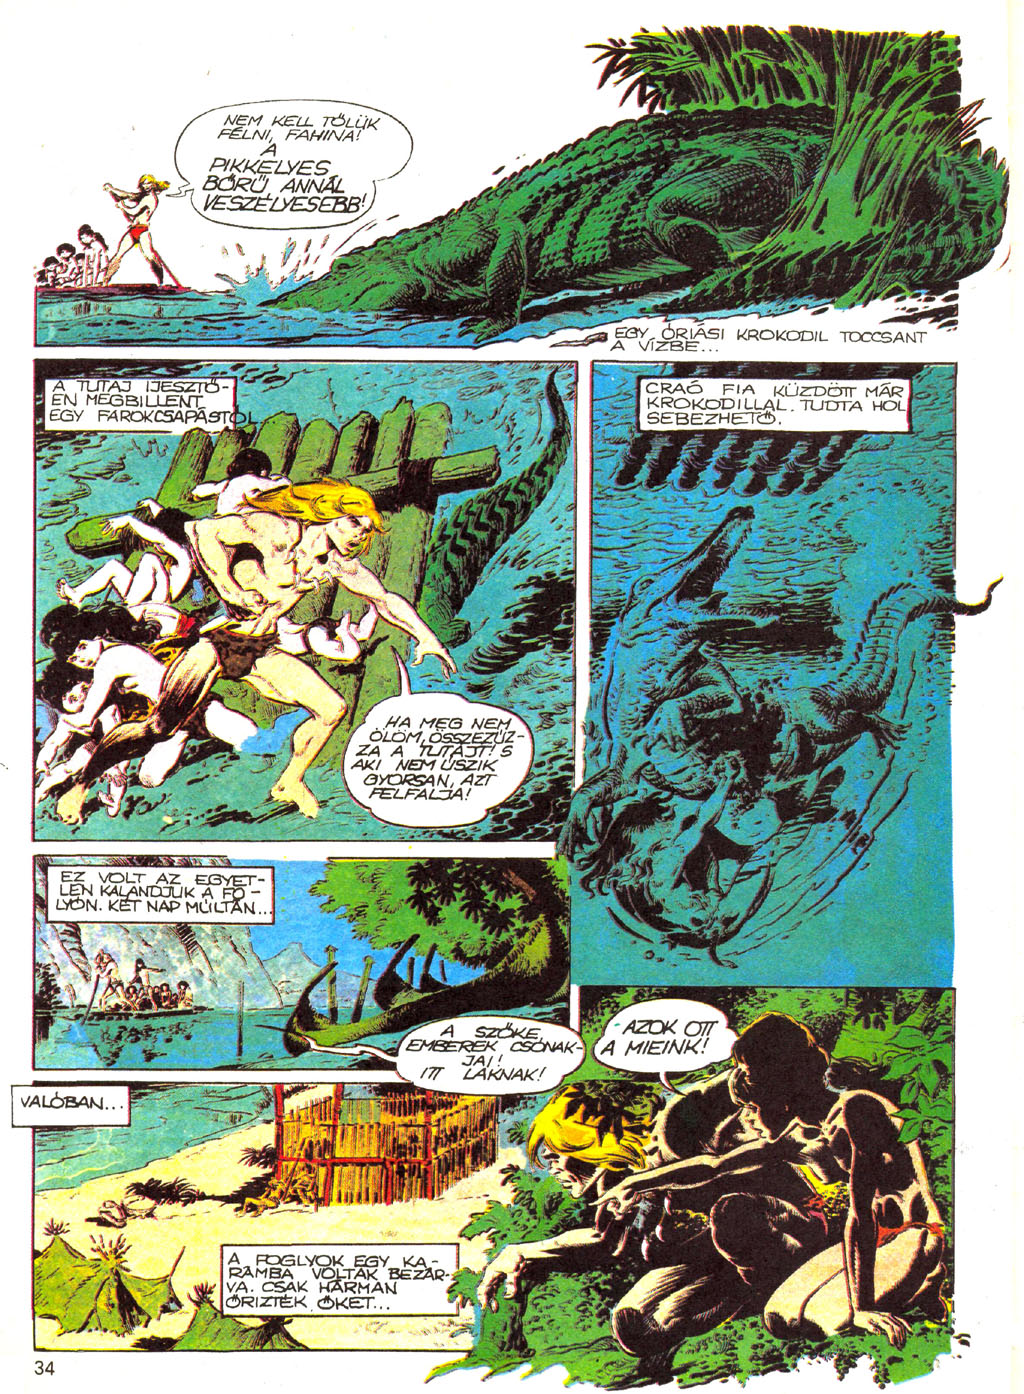 NEM KELL TŐLÜK
FÉLNI, FAHINA!
A
PIKKELYES
BŐRŰ ANNÁL
VESZÉLYESEBB!
EGY ÓRIÁSI KROKODIL TOCCSANT
A VÍZBE...
A TUTAJ IJESZTŐ-
EN MEGBILLENT
EGY FAROKCSAPÁSTÓL
CRAÓ FIA KÜZDÖTT MÁR
KROKODILLAL. TUDTA HOL
SEBEZHETŐ.
HA MEG NEM
ÖLÖM, ÖSSZEZÚZ-
ZA A TUTAJT! S
AKI NEM ÚSZIK
GYORSAN, AZT
FELFALJA!
EZ VOLT AZ EGYET-
LEN KALANDJUK A FO-
LYÓN. KÉT NAP MÚLTÁN...
A SZŐKE
EMBEREK CSÓNAK-
JAI!
ITT LAKNAK!
AZOK OTT
A MIEINK!
VALÓBAN...
A FOGLYOK EGY KA-
RÁMBA VOLTAK BEZÁR-
VA. CSAK HÁRMAN
ŐRIZTÉK ŐKET...
34